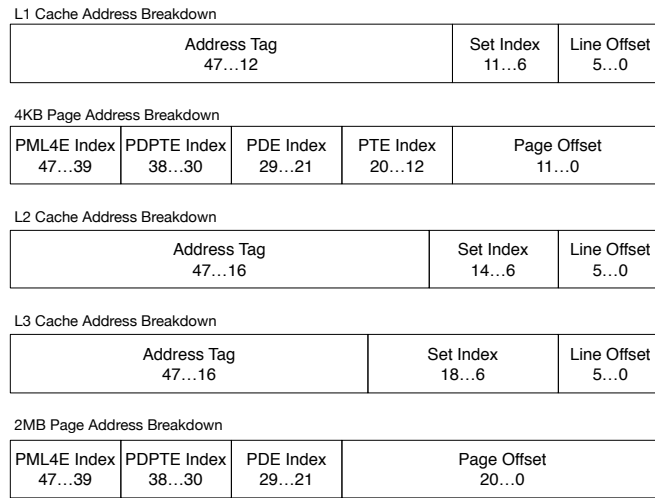 L1 Cache Address Breakdown
Address Tag Set Index Line Offset
47…12 11…6 5…0
4KB Page Address Breakdown
PML4E Index PDPTE Index PDE Index PTE Index Page Offset
47…39 38…30 29…21 20…12 11…0
L2 Cache Address Breakdown
Address Tag Set Index Line Offset
47…16 14…6 5…0
L3 Cache Address Breakdown
Address Tag Set Index Line Offset
47…16 18…6 5…0
2MB Page Address Breakdown
PML4E Index PDPTE Index PDE Index Page Offset
47…39 38…30 29…21 20…0